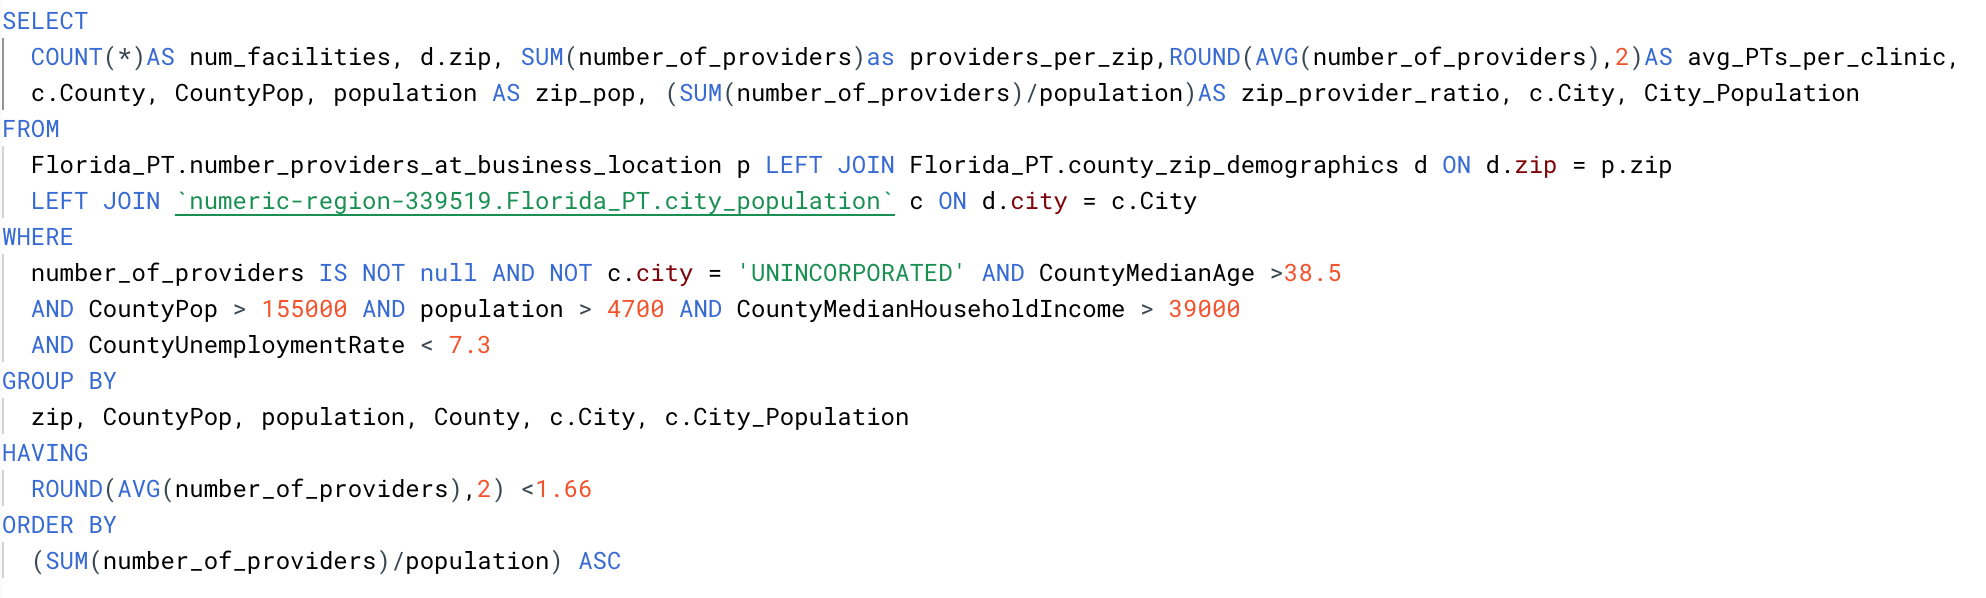 SELECT
COUNT(*)AS num_facilities, d.zip, SUM(number_of_providers)as providers_per_zip,ROUND(AVG(number_of_providers),2)AS avg_PTs_per_clinic,
c.County, CountyPop, population AS zip_pop, (SUM(number_of_providers)/population)AS zip_provider_ratio, c.City, City_Population
FROM
Florida_PT.number_providers_at_business_location p LEFT JOIN Florida_PT.county_zip_demographics d ON d.zip = p.zip
LEFT JOIN `numeric-region-339519.Florida_PT.city_population` c ON d.city = c.City
WHERE
number_of_providers IS NOT null AND NOT c.city = 'UNINCORPORATED' AND CountyMedianAge >38.5
AND CountyPop > 155000 AND population > 4700 AND CountyMedianHouseholdIncome > 39000
AND CountyUnemploymentRate < 7.3
GROUP BY
zip, CountyPop, population, County, c.City, c.City_Population
HAVING
ROUND(AVG(number_of_providers),2) <1.66
ORDER BY
(SUM(number_of_providers)/population) ASC